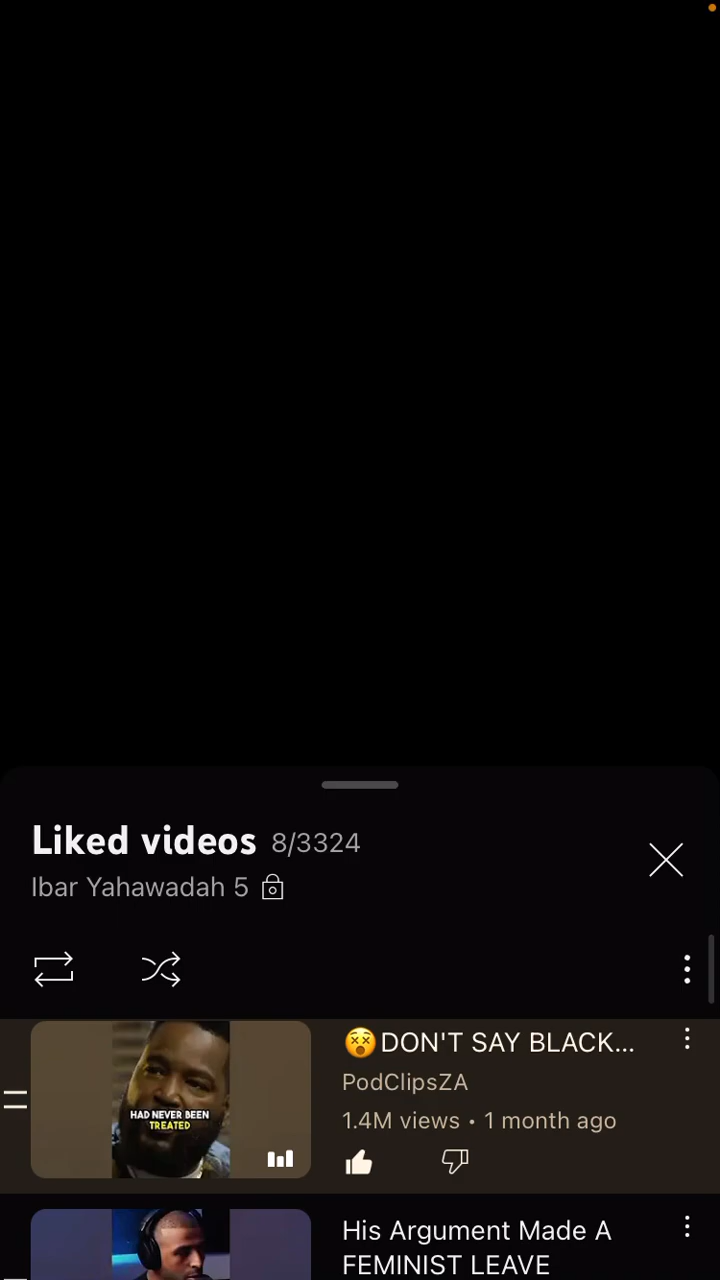 Liked videos 8/3324
Ibar Yahawadah 5
😵DON'T SAY BLACK...
PodClipsZA
1.4M views • 1 month ago
HAD NEVER BEEN
TREATED
His Argument Made A
FEMINIST LEAVE